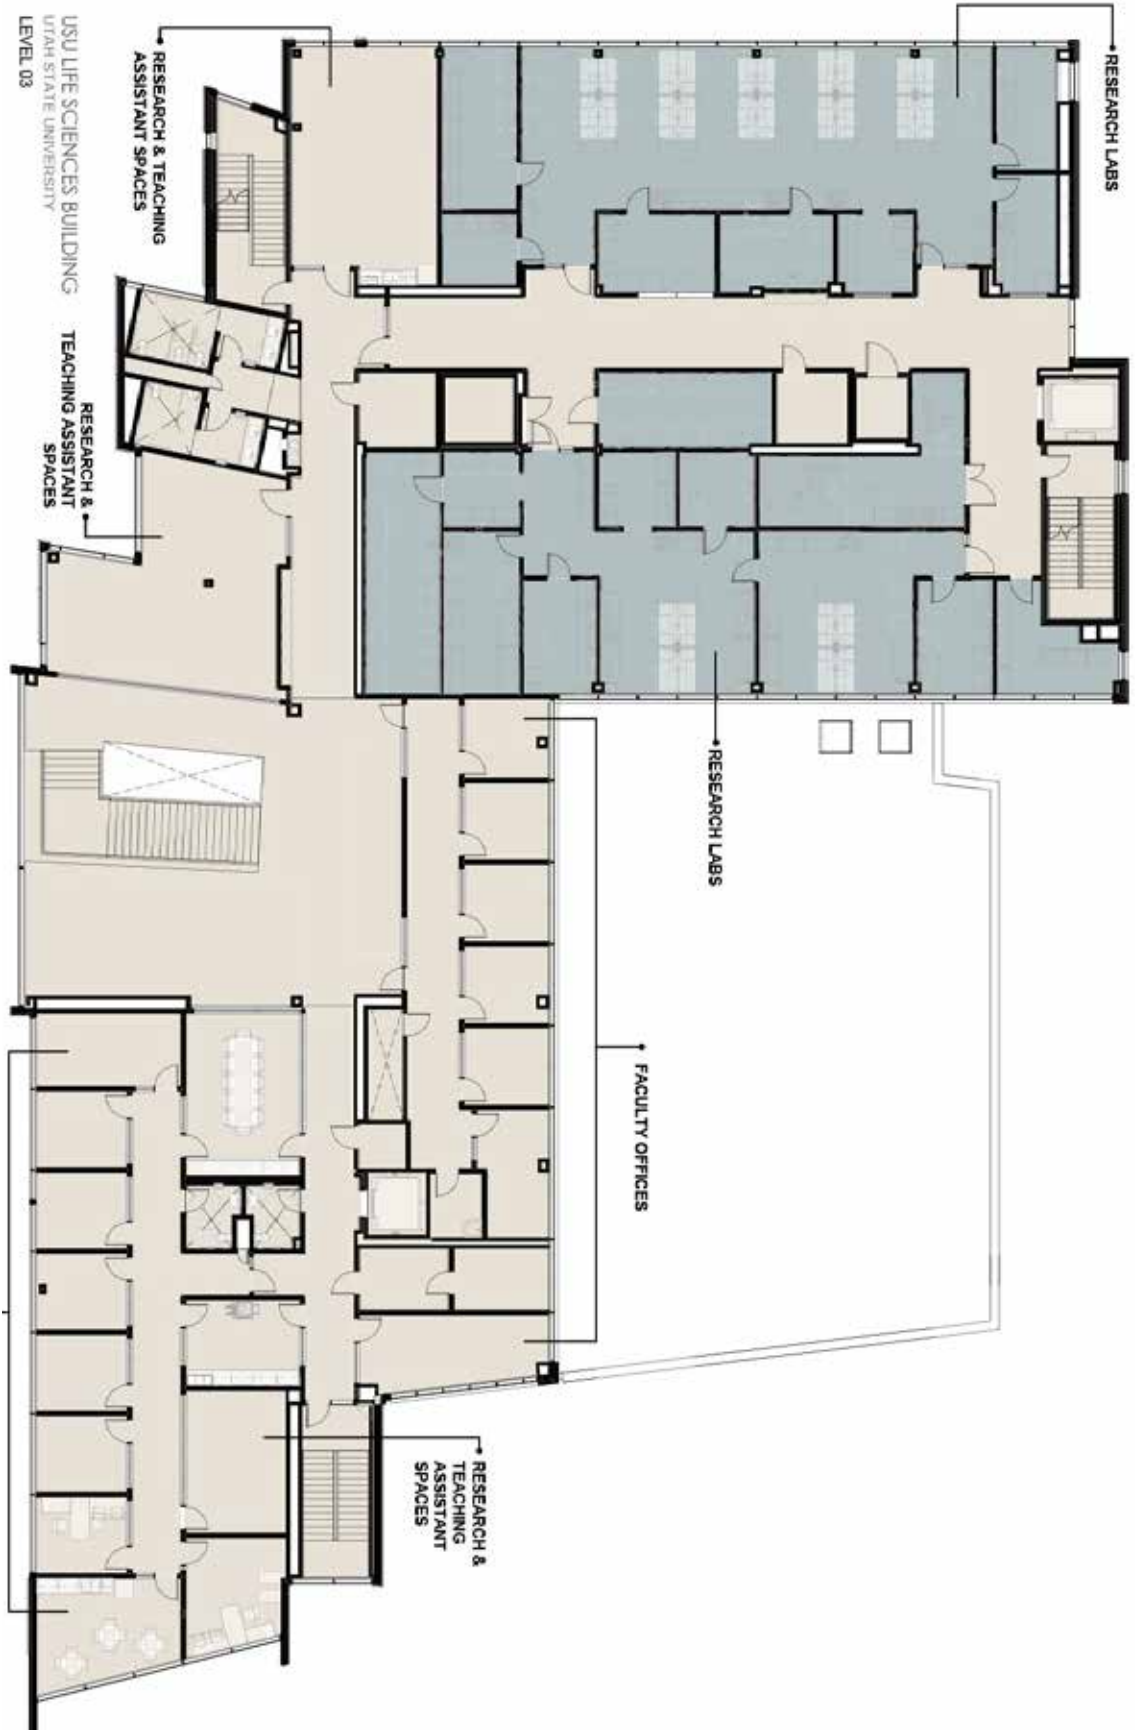 RESEARCH LABS
RESEARCH & TEACHING
ASSISTANT SPACES
RESEARCH &
TEACHING ASSISTANT
SPACES
RESEARCH LABS
FACULTY OFFICES
RESEARCH &
TEACHING
ASSISTANT
SPACES
USU LIFE SCIENCES BUILDING
UTAH STATE UNIVERSITY
LEVEL 03